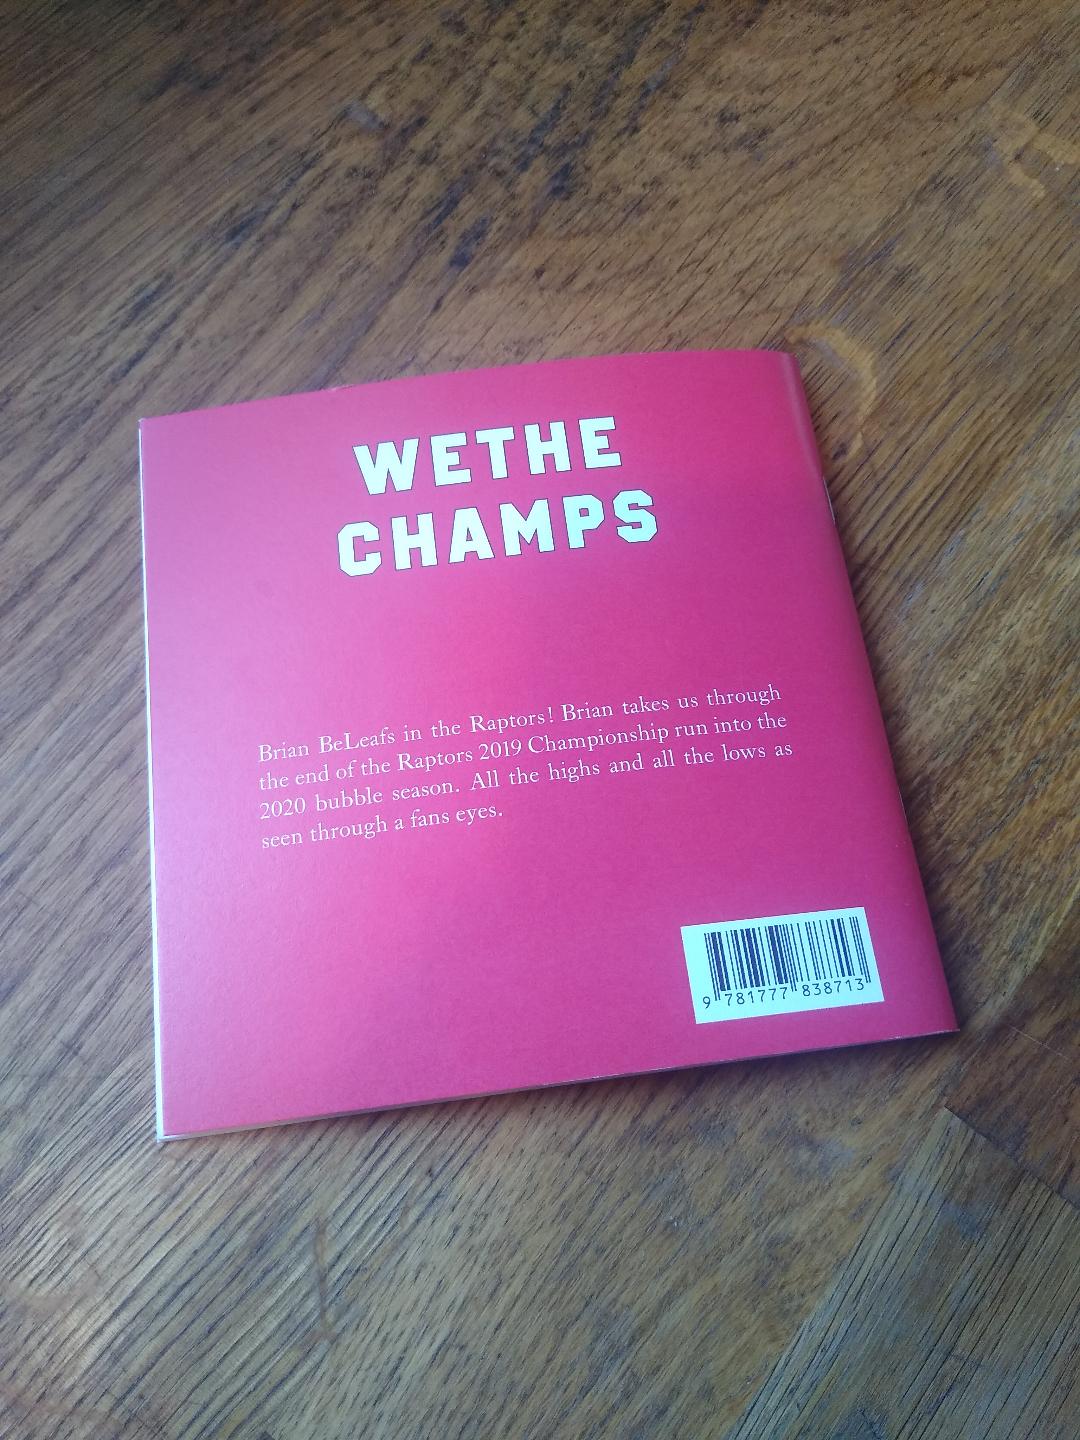 WETHE
CHAMPS
Brian BeLeafs in the Raptors! Brian takes us through
the end of the Raptors 2019 Championship run into the
2020 bubble season. All the highs and all the lows as
seen through a fans eyes.
9 781777 838713